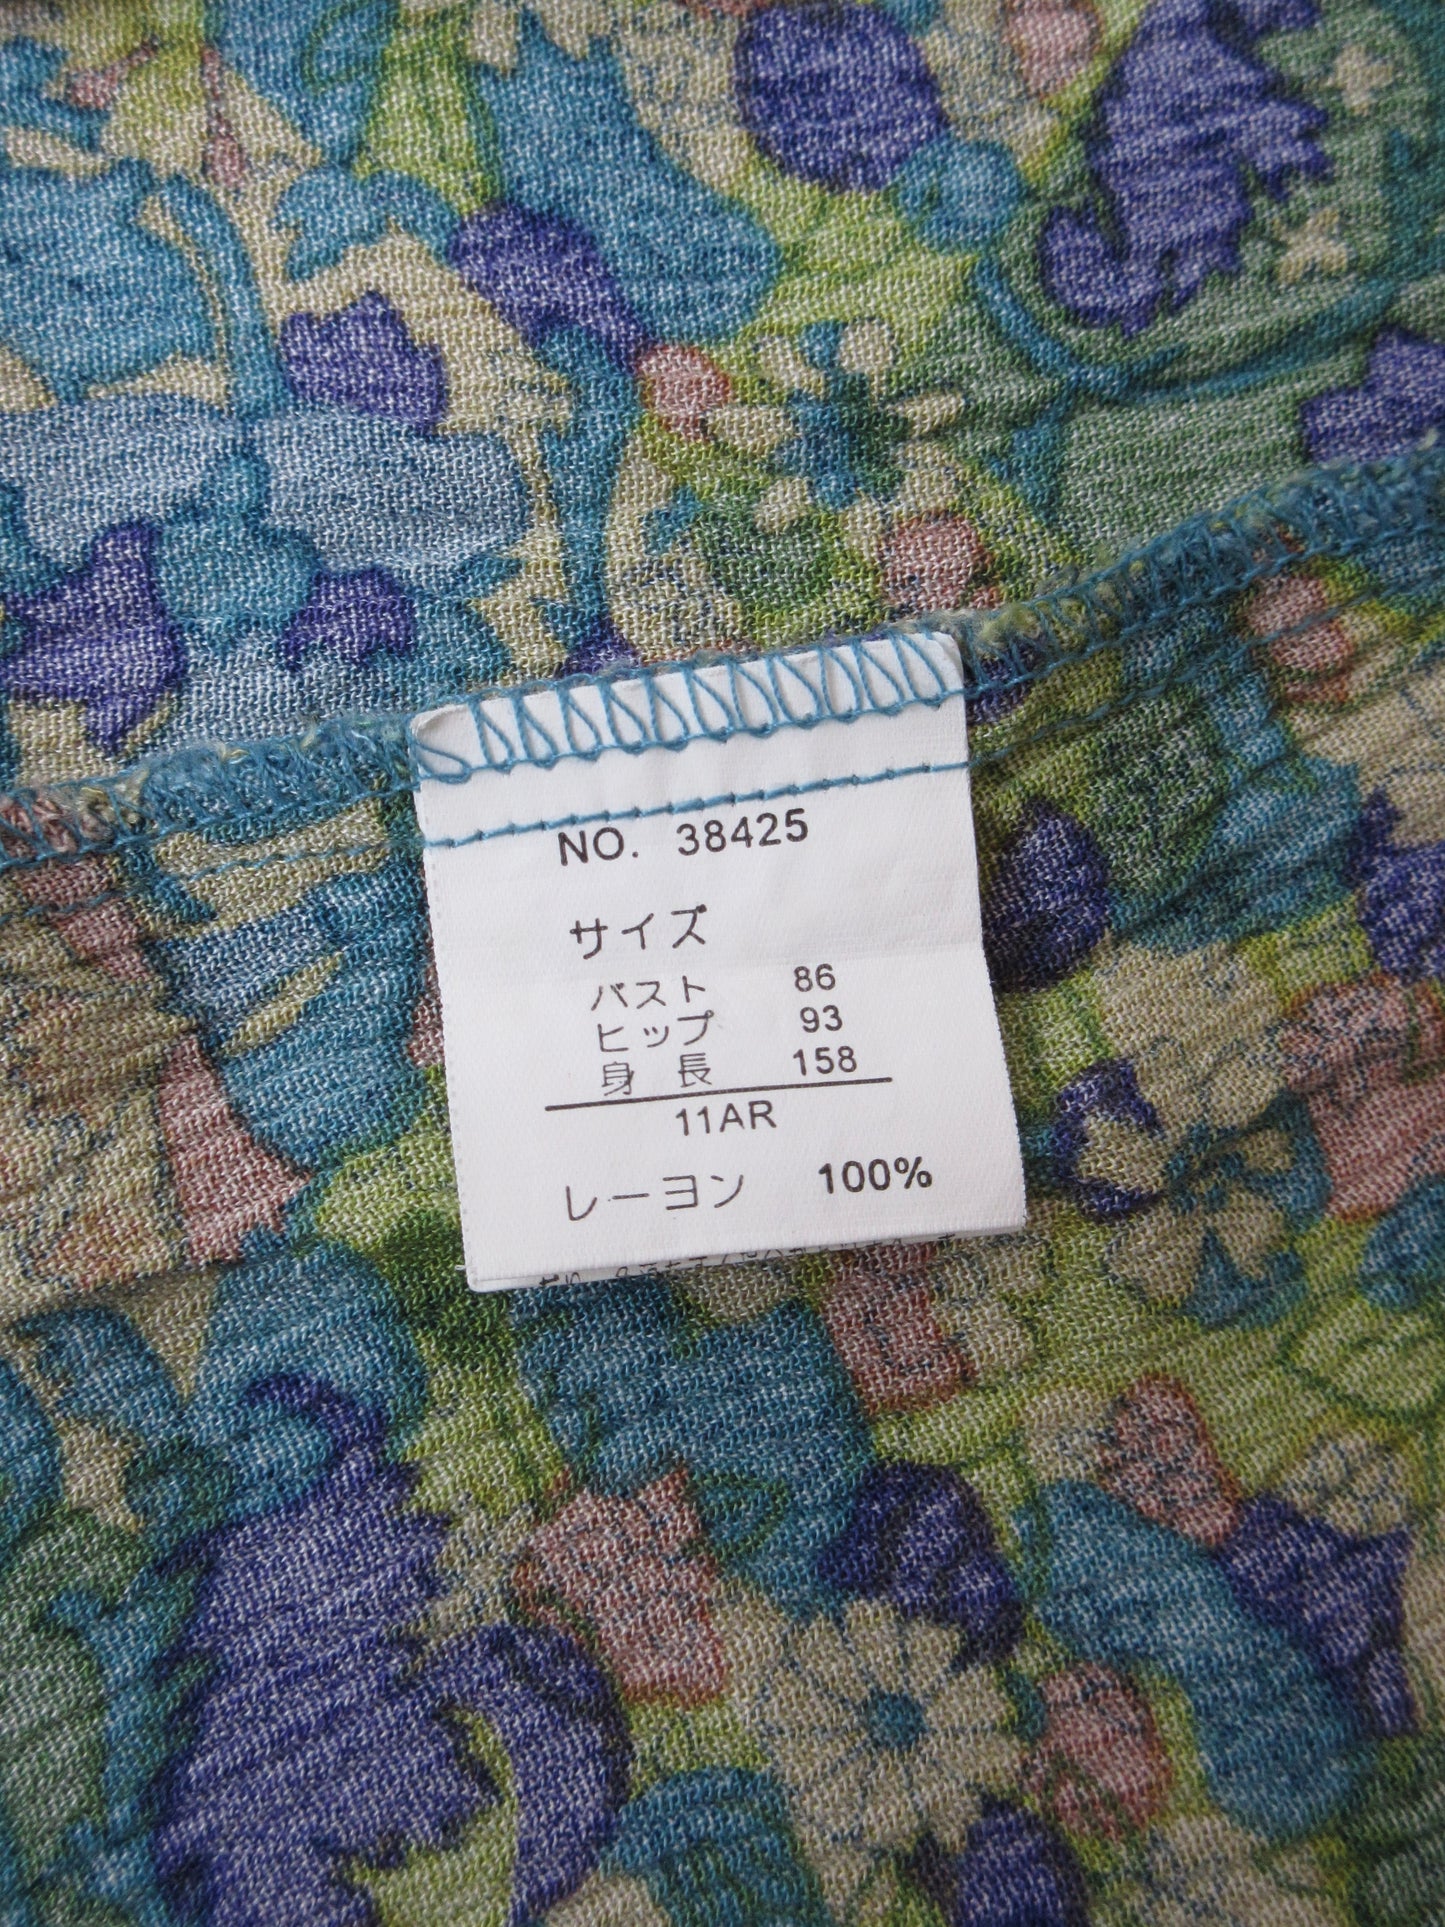 NO. 38425
サイズ
バスト 86
ヒップ 93
身 長 158
11AR
レーヨン 100%